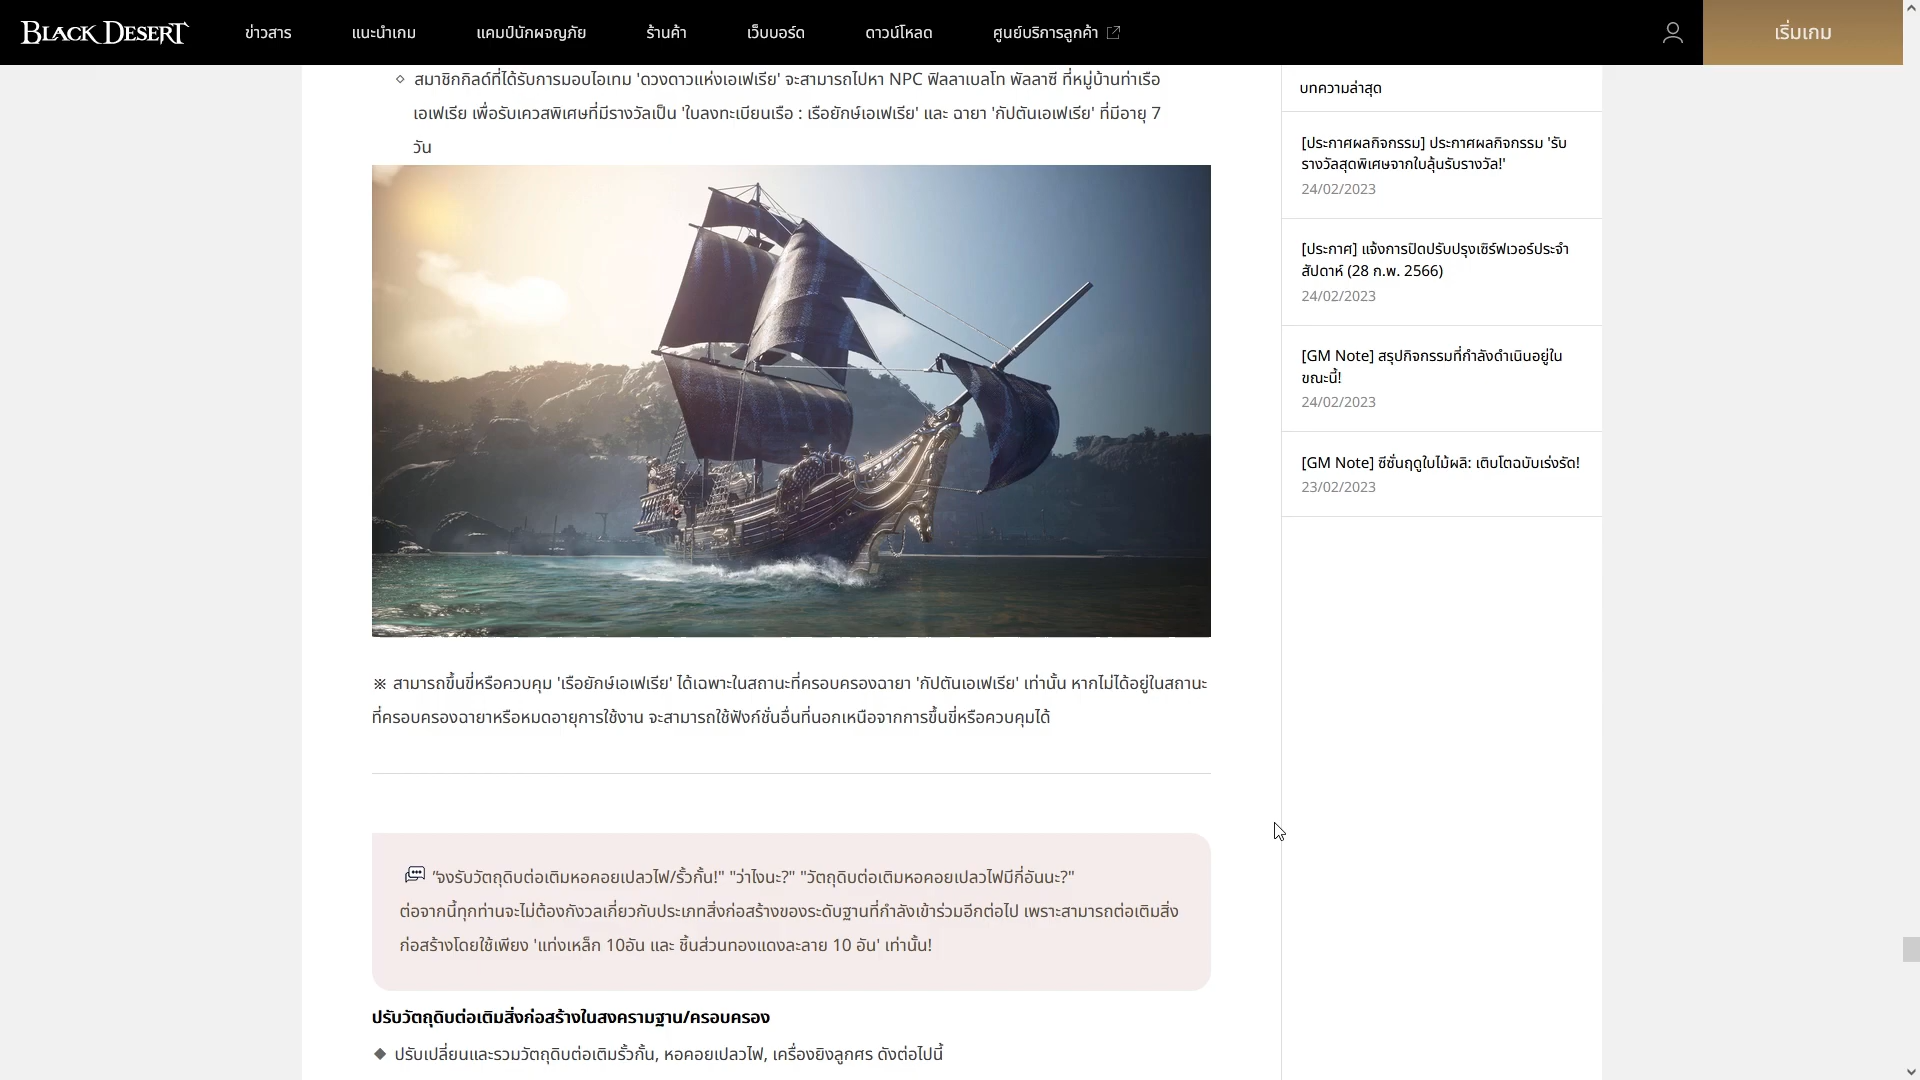 BLACK DESERT
ข่าวสาร
แนะนำเกม
แคมป์นักผจญภัย
ร้านค้า
เว็บบอร์ด
ดาวน์โหลด
ศูนย์บริการลูกค้า
เริ่มเกม
◇ สมาชิกกิลด์ที่ได้รับการมอบไอเทม 'ดวงดาวแห่งเอเฟเรีย' จะสามารถไปหา NPC ฟิลลาเบลโท พัลลาซี ที่หมู่บ้านท่าเรือ
เอเฟเรีย เพื่อรับเควสพิเศษที่มีรางวัลเป็น 'ใบลงทะเบียนเรือ : เรือยักษ์เอเฟเรีย' และ ฉายา 'กัปตันเอเฟเรีย' ที่มีอายุ 7
วัน
※ สามารถขึ้นขี่หรือควบคุม 'เรือยักษ์เอเฟเรีย' ได้เฉพาะในสถานะที่ครอบครองฉายา 'กัปตันเอเฟเรีย' เท่านั้น หากไม่ได้อยู่ในสถานะ
ที่ครอบครองฉายาหรือหมดอายุการใช้งาน จะสามารถใช้ฟังก์ชั่นอื่นที่นอกเหนือจากการขึ้นขี่หรือควบคุมได้
"จงรับวัตถุดิบต่อเติมหอคอยเปลวไฟ/รั้วกั้น!" "ว่าไงนะ?" "วัตถุดิบต่อเติมหอคอยเปลวไฟมีกี่อันนะ?"
ต่อจากนี้ทุกท่านจะไม่ต้องกังวลเกี่ยวกับประเภทสิ่งก่อสร้างของระดับฐานที่กำลังเข้าร่วมอีกต่อไป เพราะสามารถต่อเติมสิ่ง
ก่อสร้างโดยใช้เพียง 'แท่งเหล็ก 10อัน และ ชิ้นส่วนทองแดงละลาย 10 อัน' เท่านั้น!
ปรับวัตถุดิบต่อเติมสิ่งก่อสร้างในสงครามฐาน/ครอบครอง
◆ ปรับเปลี่ยนและรวมวัตถุดิบต่อเติมรั้วกั้น, หอคอยเปลวไฟ, เครื่องยิงลูกศร ดังต่อไปนี้
บทความล่าสุด
[ประกาศผลกิจกรรม] ประกาศผลกิจกรรม 'รับ
รางวัลสุดพิเศษจากใบลุ้นรับรางวัล!'
24/02/2023
[ประกาศ] แจ้งการปิดปรับปรุงเซิร์ฟเวอร์ประจำ
สัปดาห์ (28 ก.พ. 2566)
24/02/2023
[GM Note] สรุปกิจกรรมที่กำลังดำเนินอยู่ใน
ขณะนี้!
24/02/2023
[GM Note] ซีซั่นฤดูใบไม้ผลิ: เติบโตฉบับเร่งรัด!
23/02/2023